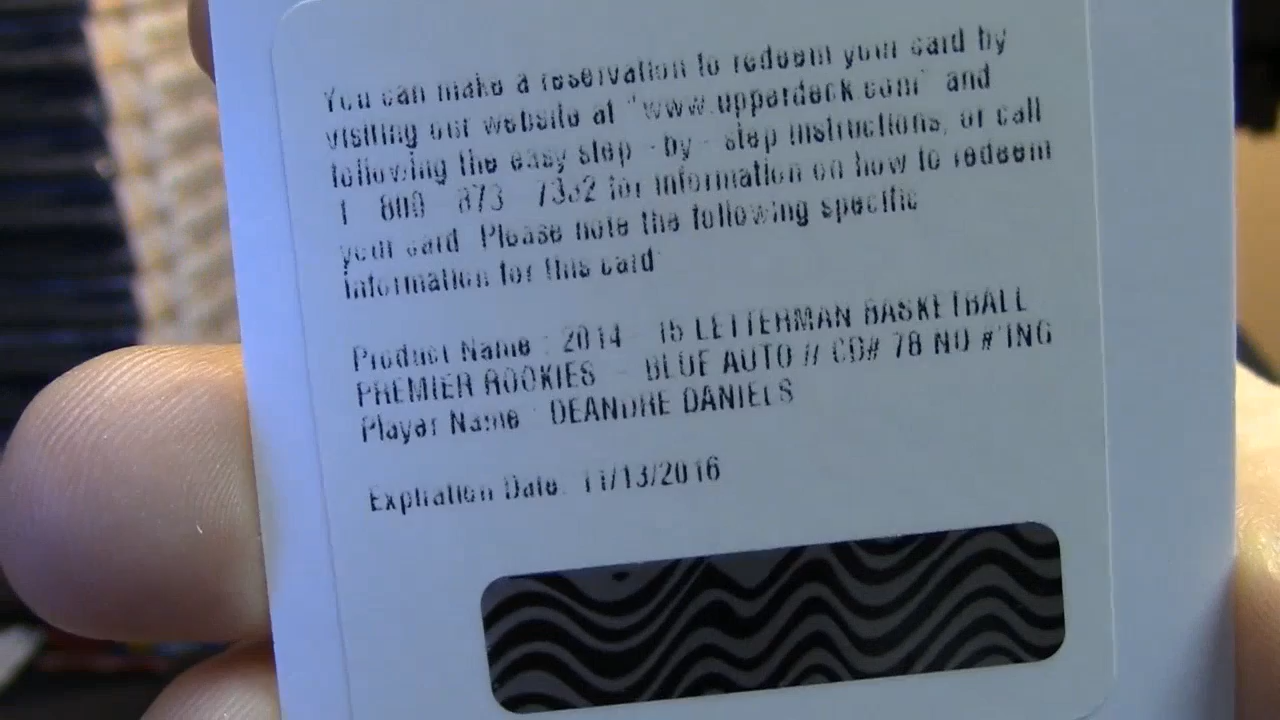 You can make a reservation to redeem your card by
visiting our website at "www.upperdeck.com" and
following the easy step - by - step instructions, or call
1 800 873 7332 for information on how to redeem
your card Please note the following specific
information for this card
Product Name : 2014 - 15 LETTERMAN BASKETBALL
PREMIER ROOKIES - BLUE AUTO // CD# 78 NO #'ING
Player Name : DEANDRE DANIELS
Expiration Date: 11/13/2016